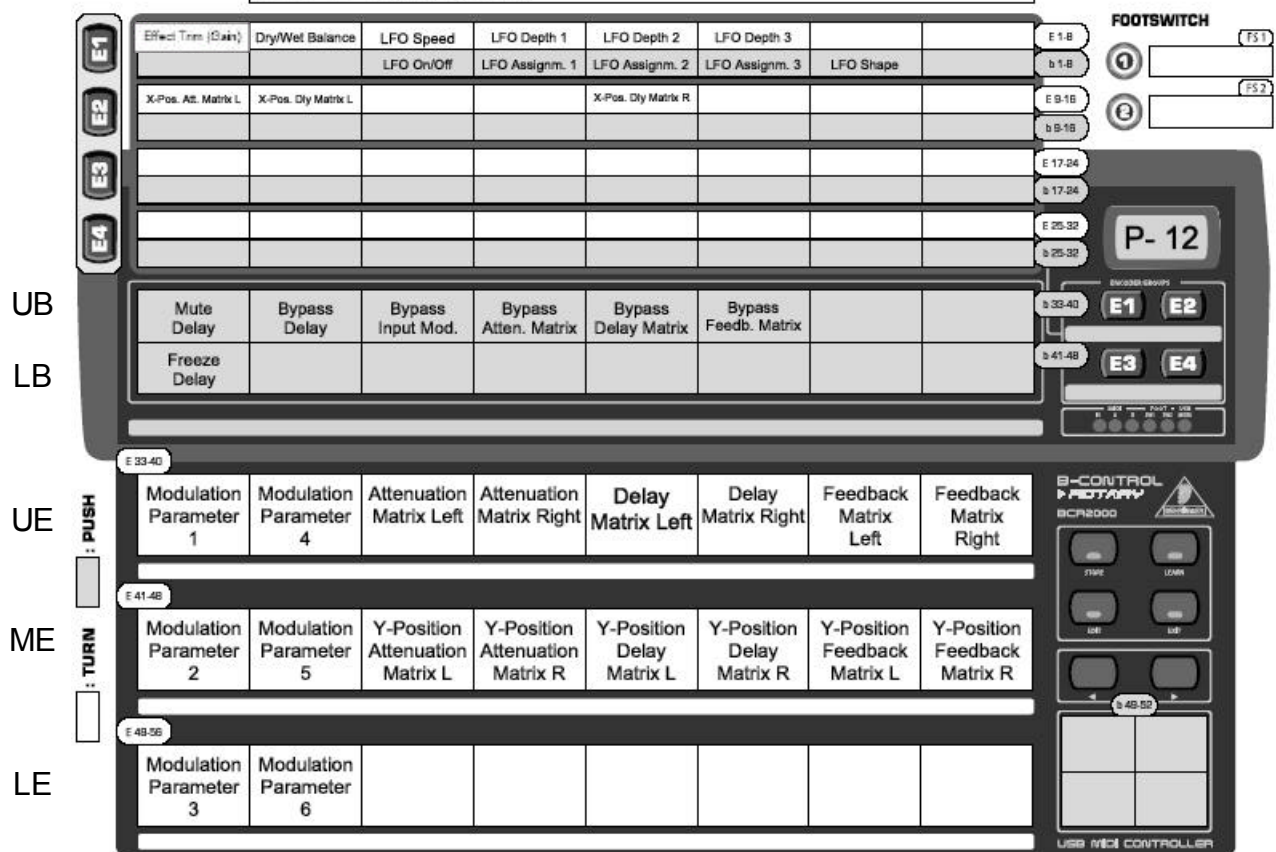 FOOTSWITCH
E1
Effect Trim (Gain) Dry/Wet Balance LFO Speed LFO Depth 1 LFO Depth 2 LFO Depth 3
E 1-8
FS 1
LFO On/Off LFO Assignm. 1 LFO Assignm. 2 LFO Assignm. 3 LFO Shape
b 1-8
1
E2
X-Pos. Att. Matrix L X-Pos. Dly Matrix L X-Pos. Dly Matrix R
E 9-16
FS 2
b 9-16
2
E3
E 17-24
b 17-24
E4
E 25-32
b 25-32
P- 12
ENCODER GROUPS
UB
Mute Delay
Bypass Delay
Bypass Input Mod.
Bypass Atten. Matrix
Bypass Delay Matrix
Bypass Feedb. Matrix
b 33-40
E1 E2
LB
Freeze Delay
b 41-48
E3 E4
E 33-40
UE
Modulation Parameter 1
Modulation Parameter 4
Attenuation Matrix Left
Attenuation Matrix Right
Delay Matrix Left
Delay Matrix Right
Feedback Matrix Left
Feedback Matrix Right
B-CONTROL
ROTARY
BCR2000
BEHRINGER
STORE LEARN
EDIT EXIT
: PUSH
: TURN
E 41-48
ME
Modulation Parameter 2
Modulation Parameter 5
Y-Position Attenuation Matrix L
Y-Position Attenuation Matrix R
Y-Position Delay Matrix L
Y-Position Delay Matrix R
Y-Position Feedback Matrix L
Y-Position Feedback Matrix R
b 49-52
E 49-56
LE
Modulation Parameter 3
Modulation Parameter 6
USB MIDI CONTROLLER